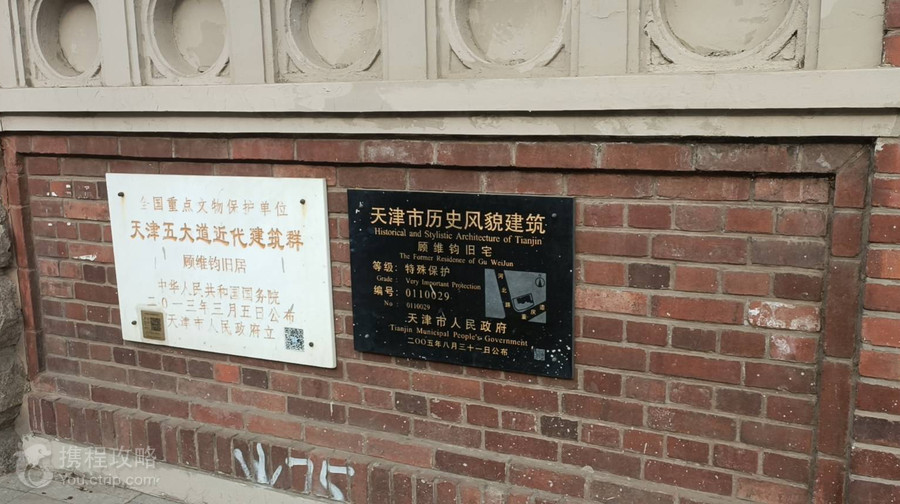 全国重点文物保护单位
天津五大道近代建筑群
顾维钧旧居
中华人民共和国国务院
二〇一三年三月五日公布
天津市人民政府立
天津市历史风貌建筑
Historical and Stylistic Architecture of Tianjin
顾维钧旧宅
The Former Residence of Gu WeiJun
等级：特殊保护
Grade: Very Important Protection
编号：0110029
No: 0110029
河北路
天津市人民政府
Tianjin Municipal People's Government
二〇〇五年八月三十一日公布
携程攻略
You.ctrip.com